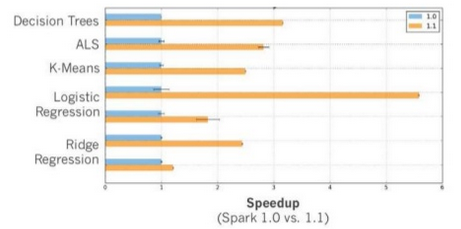 Decision Trees
ALS
K-Means
Logistic
Regression
Ridge
Regression
1.0
1.1
0 1 2 3 4 5 6
Speedup
(Spark 1.0 vs. 1.1)